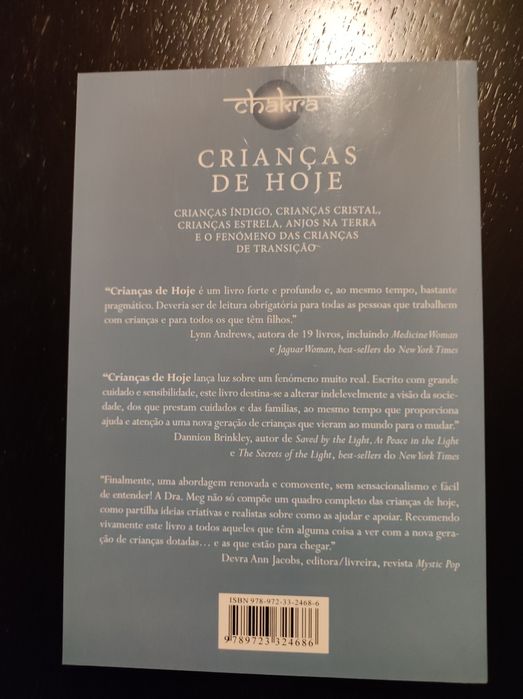 chakra
CRIANÇAS
DE HOJE
CRIANÇAS ÍNDIGO, CRIANÇAS CRISTAL,
CRIANÇAS ESTRELA, ANJOS NA TERRA
E O FENÓMENO DAS CRIANÇAS
DE TRANSIÇÃO™
“Crianças de Hoje é um livro forte e profundo e, ao mesmo tempo, bastante
pragmático. Deveria ser de leitura obrigatória para todas as pessoas que trabalhem
com crianças e para todos os que têm filhos.”
Lynn Andrews, autora de 19 livros, incluindo Medicine Woman
e Jaguar Woman, best-sellers do New York Times
“Crianças de Hoje lança luz sobre um fenómeno muito real. Escrito com grande
cuidado e sensibilidade, este livro destina-se a alterar indelevelmente a visão da socie-
dade, dos que prestam cuidados e das famílias, ao mesmo tempo que proporciona
ajuda e atenção a uma nova geração de crianças que vieram ao mundo para o mudar.”
Dannion Brinkley, autor de Saved by the Light, At Peace in the Light
e The Secrets of the Light, best-sellers do New York Times
“Finalmente, uma abordagem renovada e comovente, sem sensacionalismo e fácil
de entender! A Dra. Meg não só compõe um quadro completo das crianças de hoje,
como partilha ideias criativas e realistas sobre como as ajudar e apoiar. Recomendo
vivamente este livro a todos aqueles que têm alguma coisa a ver com a nova gera-
ção de crianças dotadas… e as que estão para chegar.”
Devra Ann Jacobs, editora/livreira, revista Mystic Pop
ISBN 978-972-33-2468-6
9 789723 324686